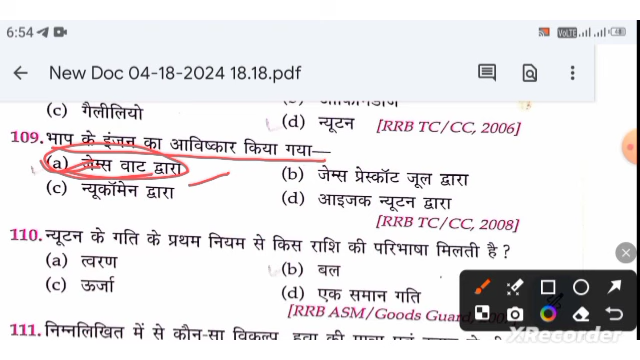 6:54
VoLTE
New Doc 04-18-2024 18.18.pdf
(c) गैलीलियो
(d) न्यूटन [RRB TC/CC, 2006]
109. भाप के इंजन का आविष्कार किया गया—
(a) जेम्स वाट द्वारा
(b) जेम्स प्रेस्कॉट जूल द्वारा
(c) न्यूकॉमेन द्वारा
(d) आइजक न्यूटन द्वारा
[RRB TC/CC, 2008]
110. न्यूटन के गति के प्रथम नियम से किस राशि की परिभाषा मिलती है ?
(a) त्वरण
(b) बल
(c) ऊर्जा
(d) एक समान गति
[RRB ASM/Goods Guard,
111. निम्नलिखित में से कौन-सा विकल्प
XRecorder